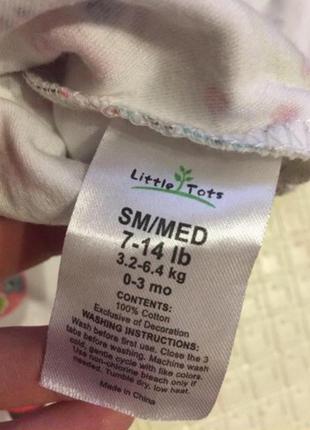 Little Tots
SM/MED
7-14 lb
3.2-6.4 kg
0-3 mo
CONTENTS:
100% Cotton
Exclusive of Decoration
WASHING INSTRUCTIONS:
Wash before first use. Close the 3
tabs before washing. Machine wash
cold, gentle cycle with like colors.
Use non-chlorine bleach only if
needed. Tumble dry, low heat.
Made in China